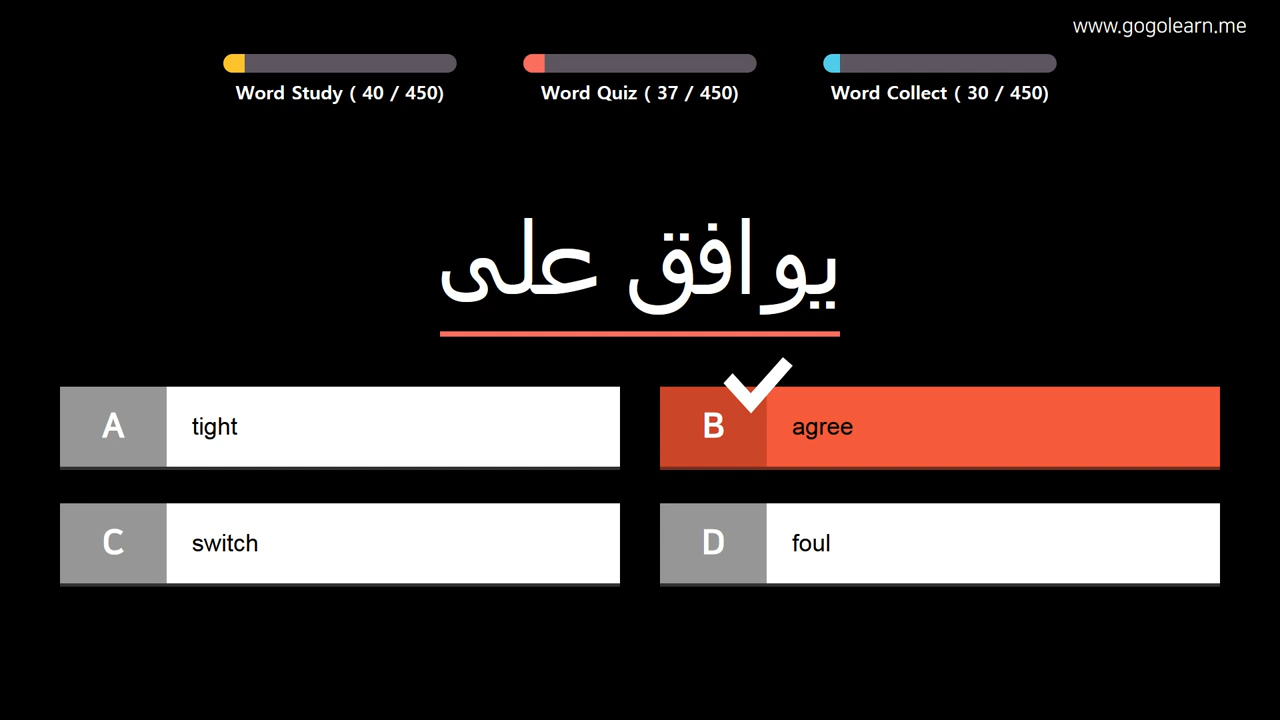 www.gogolearn.me
Word Study ( 40 / 450)
Word Quiz ( 37 / 450)
Word Collect ( 30 / 450)
يوافق على
A tight
B agree
C switch
D foul